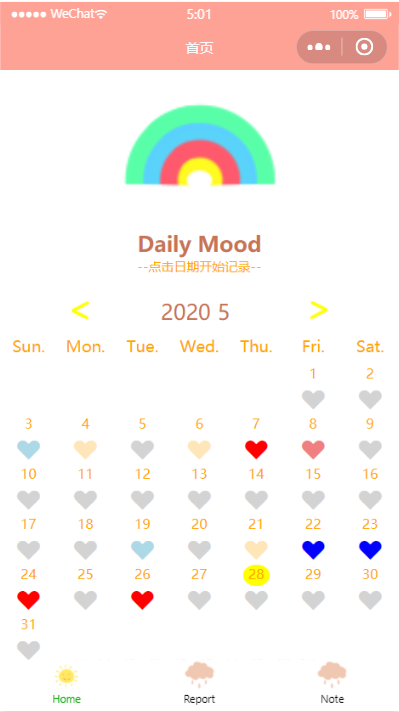 ●●●●● WeChat 5:01 100%
首页
Daily Mood
--点击日期开始记录--
< 2020 5 >
Sun. Mon. Tue. Wed. Thu. Fri. Sat.
1 2
3 4 5 6 7 8 9
10 11 12 13 14 15 16
17 18 19 20 21 22 23
24 25 26 27 28 29 30
31
Home Report Note